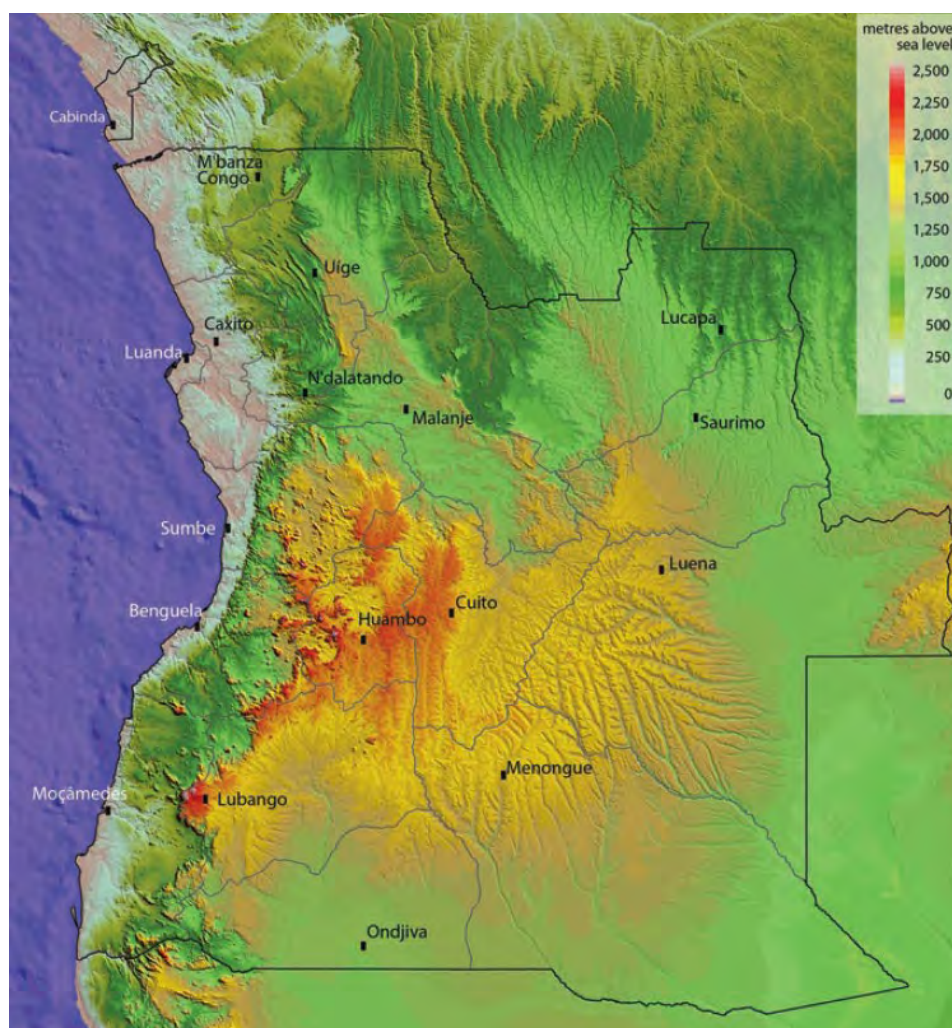 metres above
sea level
2,500
2,250
2,000
1,750
1,500
1,250
1,000
750
500
250
0
Cabinda
M'banza
Congo
Uíge
Caxito
Lucapa
Luanda
N'dalatando
Malanje
Saurimo
Sumbe
Luena
Benguela
Cuito
Huambo
Menongue
Moçâmedes
Lubango
Ondjiva